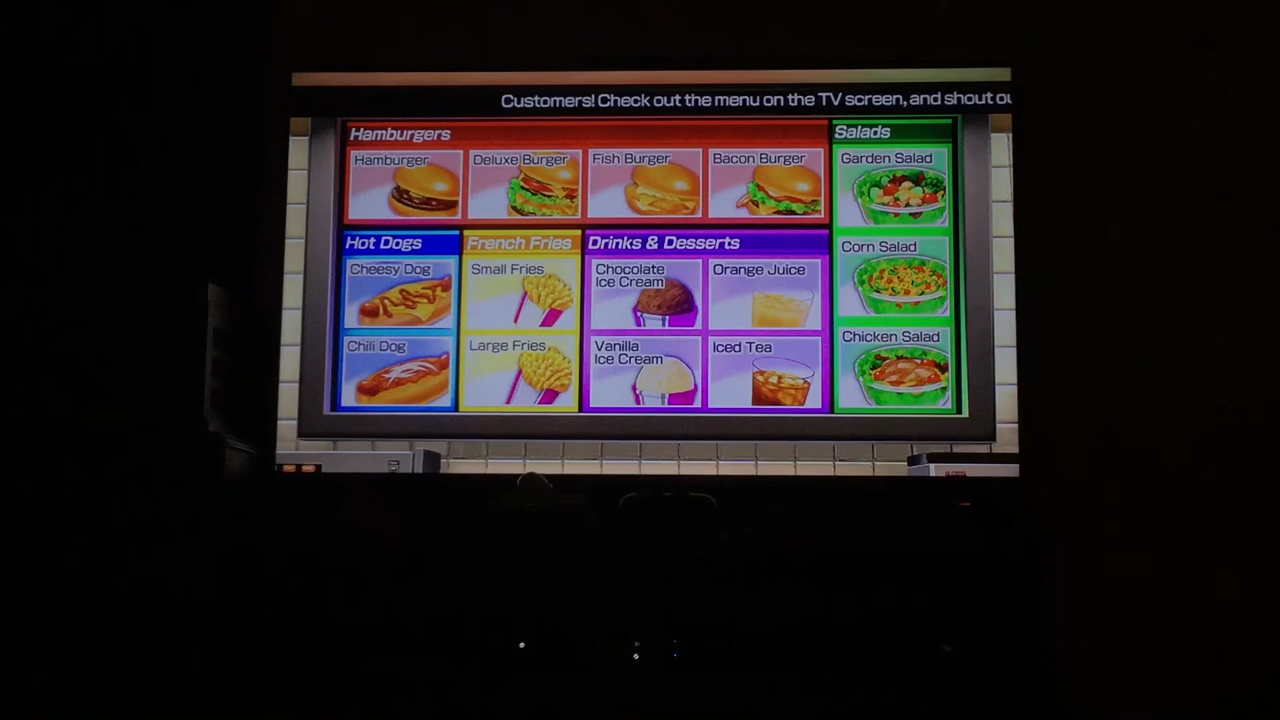 Customers! Check out the menu on the TV screen, and shout
Hamburgers
Hamburger
Deluxe Burger
Fish Burger
Bacon Burger
Salads
Garden Salad
Corn Salad
Chicken Salad
Hot Dogs
Cheesy Dog
Chili Dog
French Fries
Small Fries
Large Fries
Drinks & Desserts
Chocolate
Ice Cream
Orange Juice
Vanilla
Ice Cream
Iced Tea